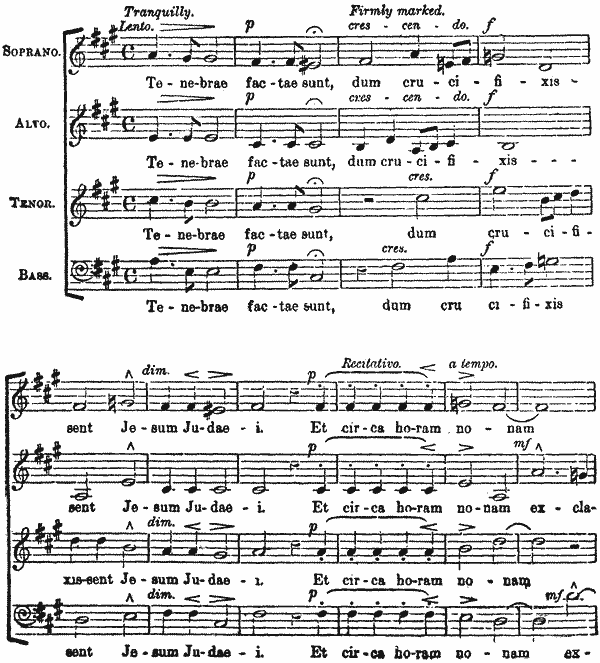 Tranquilly. Firmly marked.
Lento. p cres - cen - do. f
SOPRANO.
Te - ne-brae fac-tae sunt, dum cru - ci - fi - xis -
p cres - cen - do. f
ALTO.
Te - ne-brae fac-tae sunt, dum cru - ci - fi - xis - - -
p cres. f
TENOR.
Te - ne-brae fac-tae sunt, dum cru - ci - fi-
p cres. f
BASS.
Te - ne-brae fac-tae sunt, dum cru ci - fi - xis
dim. p Recitativo. a tempo.
sent Je - sum Ju-dae - i. Et cir-ca ho-ram no - nam
p mf
sent Je - sum Ju-dae - i. Et cir-ca ho-ram no-nam ex - cla-
dim. p
xis-sent Je - sum Ju-dae - i. Et cir-ca ho-ram no - nam
dim. p mf
sent Je - sum Ju-dae - i. Et cir-ca ho-ram no - nam ex -